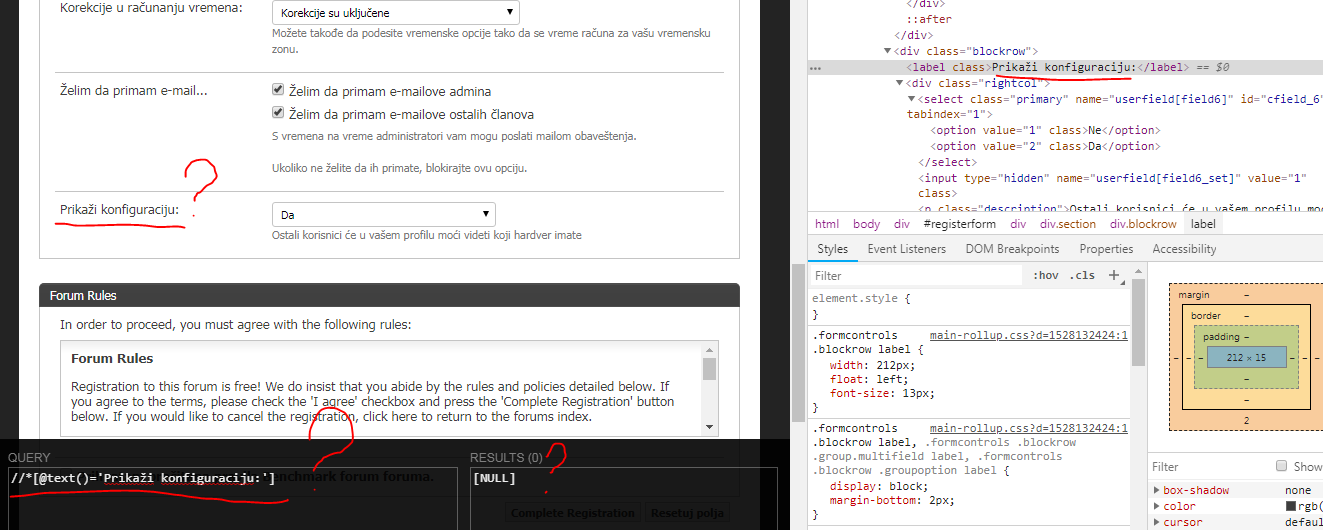 Korekcije u računanju vremena:
Korekcije su uključene
Možete takođe da podesite vremenske opcije tako da se vreme računa za vašu vremensku
zonu.
Želim da primam e-mail...
Želim da primam e-mailove admina
Želim da primam e-mailove ostalih članova
S vremena na vreme administratori vam mogu poslati mailom obaveštenja.
Ukoliko ne želite da ih primate, blokirajte ovu opciju.
?
Prikaži konfiguraciju:
Da
Ostali korisnici će u vašem profilu moći videti koji hardver imate
Forum Rules
In order to proceed, you must agree with the following rules:
Forum Rules
Registration to this forum is free! We do insist that you abide by the rules and policies detailed below. If
you agree to the terms, please check the 'I agree' checkbox and press the 'Complete Registration' button
below. If you would like to cancel the registration, click here to return to the forums index.
QUERY
//*[@text()='Prikaži konfiguraciju:']
?
nchmark forum foruma.
RESULTS (0)
?
[NULL]
Complete Registration
Resetuj polja
</div>
::after
</div>
▼<div class="blockrow">
... <label class>Prikaži konfiguraciju:</label> == $0
▼<div class="rightcol">
▼<select class="primary" name="userfield[field6]" id="cfield_6"
tabindex="1">
<option value="1" class>Ne</option>
<option value="2" class>Da</option>
</select>
<input type="hidden" name="userfield[field6_set]" value="1"
class>
<p class="description">Ostali korisnici će u vašem profilu mo
html body div #registerform div div.section div.blockrow label
Styles Event Listeners DOM Breakpoints Properties Accessibility
Filter :hov .cls +
element.style {
}
.formcontrols main-rollup.css?d=1528132424:1
.blockrow label {
width: 212px;
float: left;
font-size: 13px;
}
.formcontrols main-rollup.css?d=1528132424:1
.blockrow label, .formcontrols .blockrow
.group.multifield label, .formcontrols
.blockrow .groupoption label {
display: block;
margin-bottom: 2px;
}
margin –
border –
padding –
– – – 212 × 15 – – –
–
–
2
Filter Show
box-shadow none
color rgb(
cursor defau